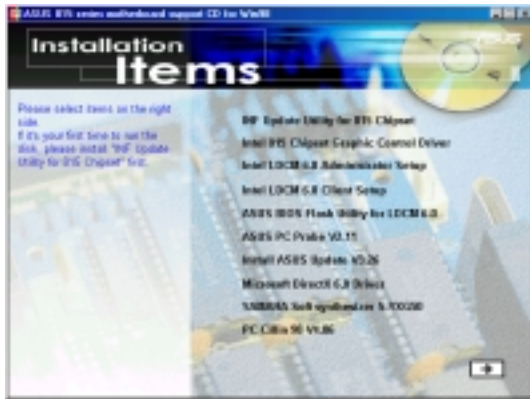 ASUS 815 series motherboard support CD for Win98
ASUS
Installation
Items
Please select items on the right
side.
If it's your first time to run the
disk, please install "INF Update
Utility for 815 Chipset" first.
INF Update Utility for 815 Chipset
Intel 815 Chipset Graphic Control Driver
Intel LDCM 6.0 Administrator Setup
Intel LDCM 6.0 Client Setup
ASUS BIOS Flash Utility for LDCM 6.0
ASUS PC Probe V2.11
Install ASUS Update V3.26
Microsoft DirectX 6.0 Driver
YAMAHA Soft-synthesizer
PC Cillin 98